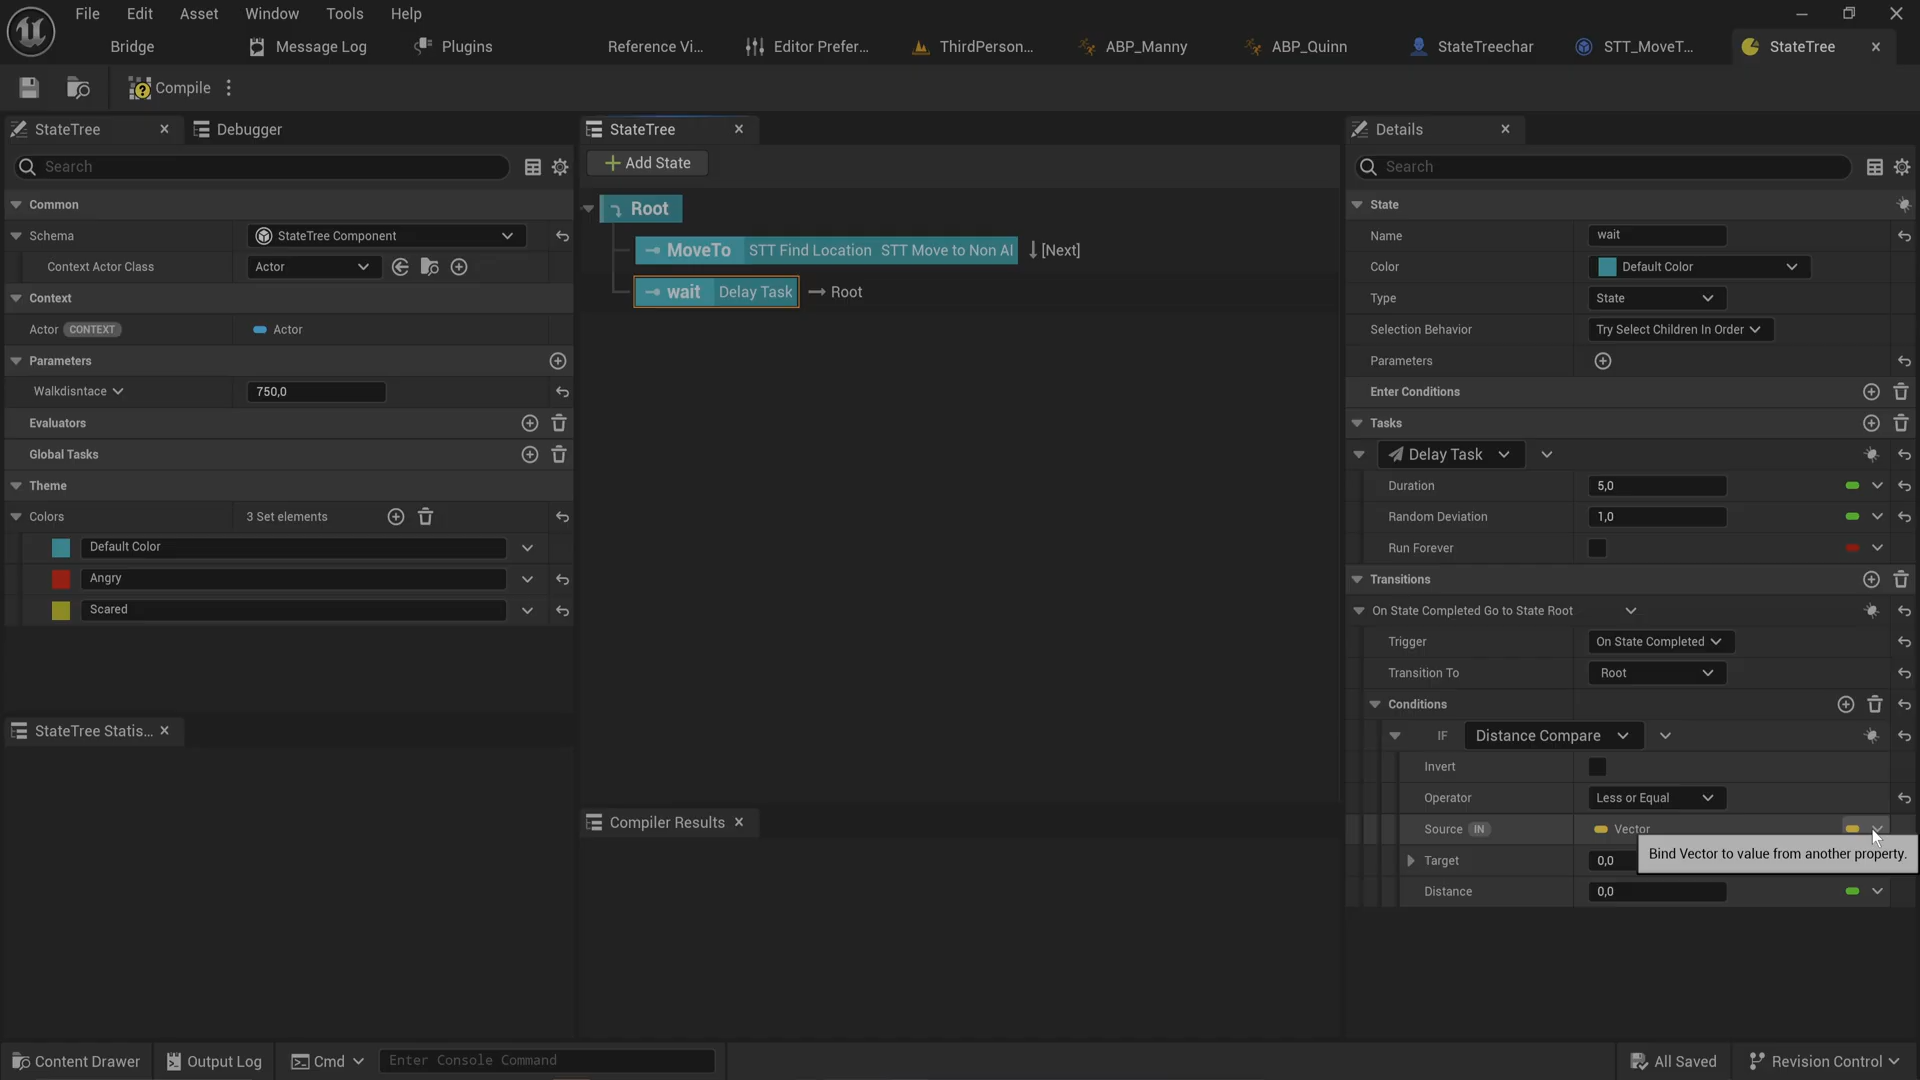 File Edit Asset Window Tools Help
Bridge Message Log Plugins Reference Vi... Editor Prefer... ThirdPerson... ABP_Manny ABP_Quinn StateTreechar STT_MoveT... StateTree
Compile
StateTree Debugger
Search
Common
Schema StateTree Component
Context Actor Class Actor
Context
Actor CONTEXT Actor
Parameters
Walkdisntace 750,0
Evaluators
Global Tasks
Theme
Colors 3 Set elements
Default Color
Angry
Scared
StateTree Statis...
StateTree
Add State
Root
MoveTo STT Find Location STT Move to Non AI [Next]
wait Delay Task Root
Compiler Results
Details
Search
State
Name wait
Color Default Color
Type State
Selection Behavior Try Select Children In Order
Parameters
Enter Conditions
Tasks
Delay Task
Duration 5,0
Random Deviation 1,0
Run Forever
Transitions
On State Completed Go to State Root
Trigger On State Completed
Transition To Root
Conditions
IF Distance Compare
Invert
Operator Less or Equal
Source IN Vector
Bind Vector to value from another property.
Target 0,0
Distance 0,0
Content Drawer Output Log Cmd Enter Console Command All Saved Revision Control